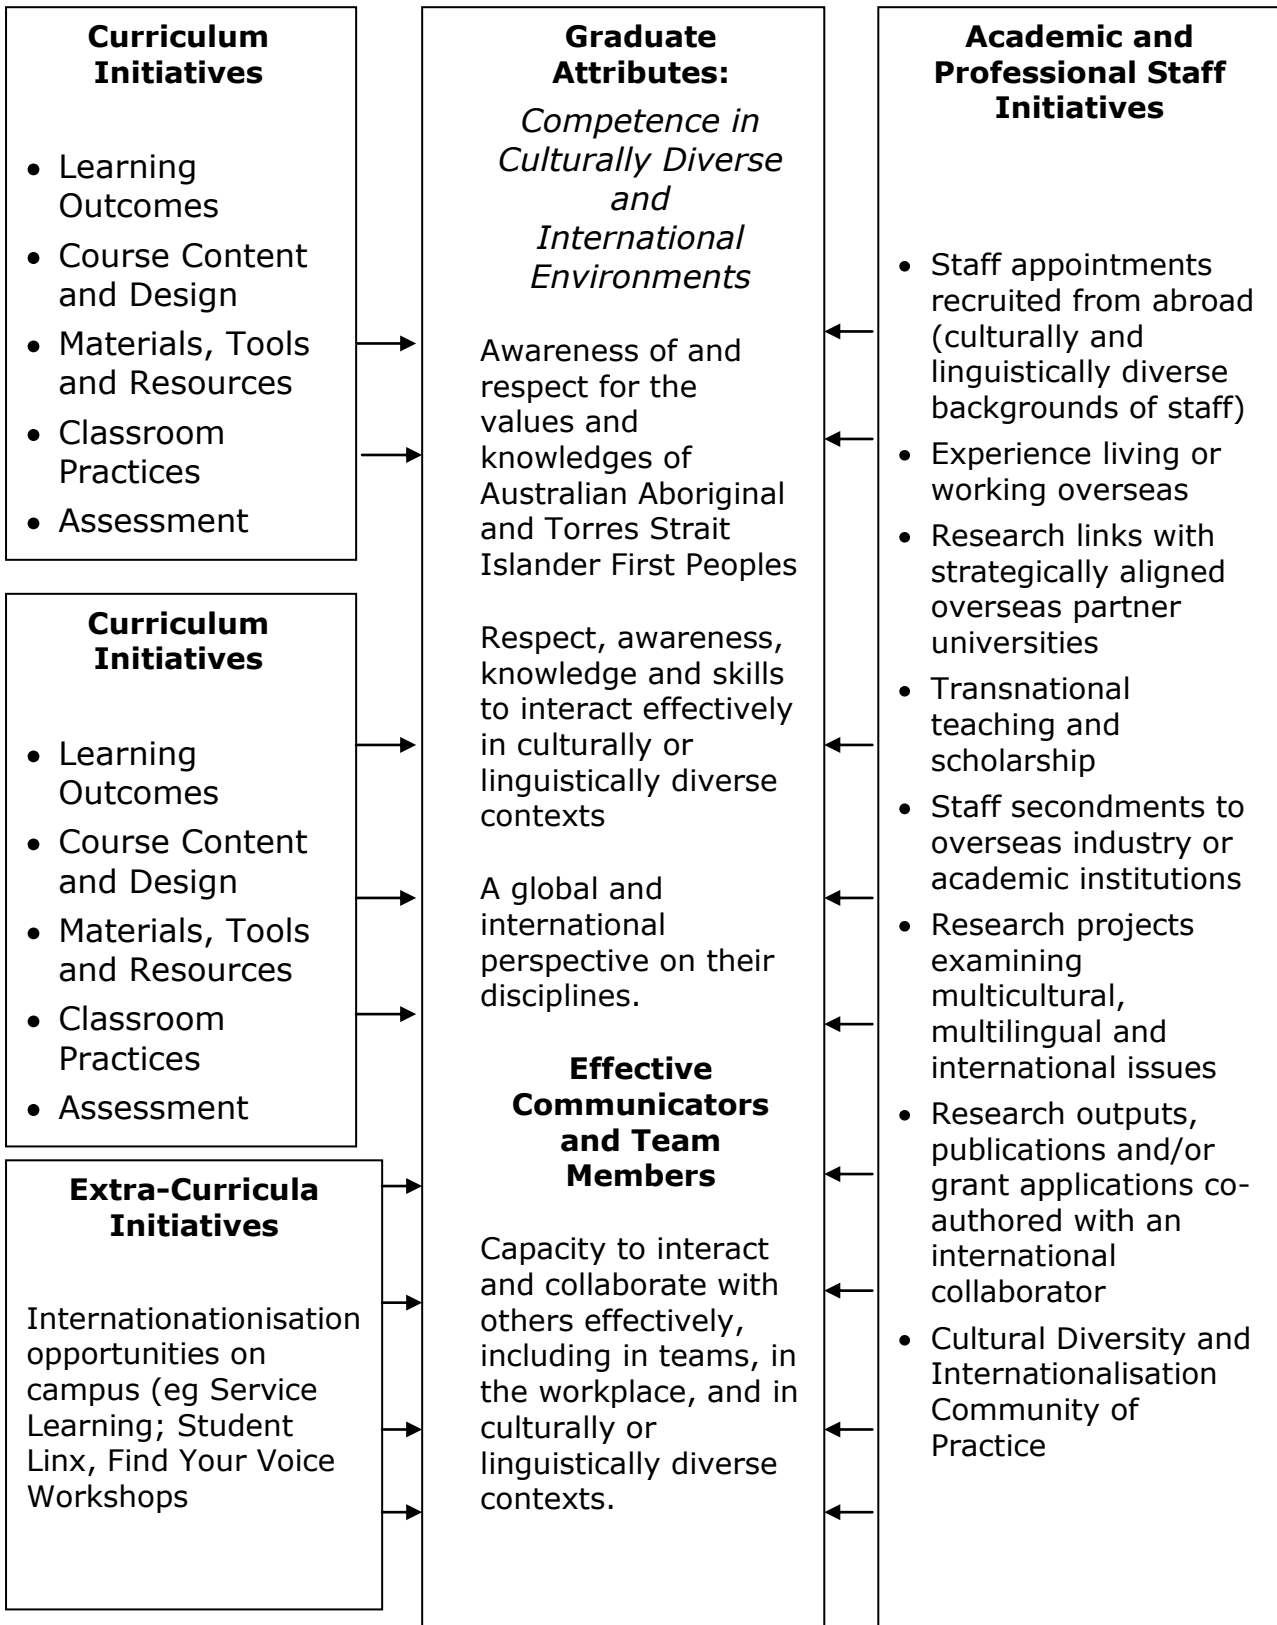 Curriculum
Initiatives
• Learning
Outcomes
• Course Content
and Design
• Materials, Tools
and Resources
• Classroom
Practices
• Assessment
Curriculum
Initiatives
• Learning
Outcomes
• Course Content
and Design
• Materials, Tools
and Resources
• Classroom
Practices
• Assessment
Extra-Curricula
Initiatives
Internationionisation
opportunities on
campus (eg Service
Learning; Student
Linx, Find Your Voice
Workshops
Graduate
Attributes:
Competence in
Culturally Diverse
and
International
Environments
Awareness of and
respect for the
values and
knowledges of
Australian Aboriginal
and Torres Strait
Islander First Peoples
Respect, awareness,
knowledge and skills
to interact effectively
in culturally or
linguistically diverse
contexts
A global and
international
perspective on their
disciplines.
Effective
Communicators
and Team
Members
Capacity to interact
and collaborate with
others effectively,
including in teams, in
the workplace, and in
culturally or
linguistically diverse
contexts.
Academic and
Professional Staff
Initiatives
• Staff appointments
recruited from abroad
(culturally and
linguistically diverse
backgrounds of staff)
• Experience living or
working overseas
• Research links with
strategically aligned
overseas partner
universities
• Transnational
teaching and
scholarship
• Staff secondments to
overseas industry or
academic institutions
• Research projects
examining
multicultural,
multilingual and
international issues
• Research outputs,
publications and/or
grant applications co-
authored with an
international
collaborator
• Cultural Diversity and
Internationalisation
Community of
Practice